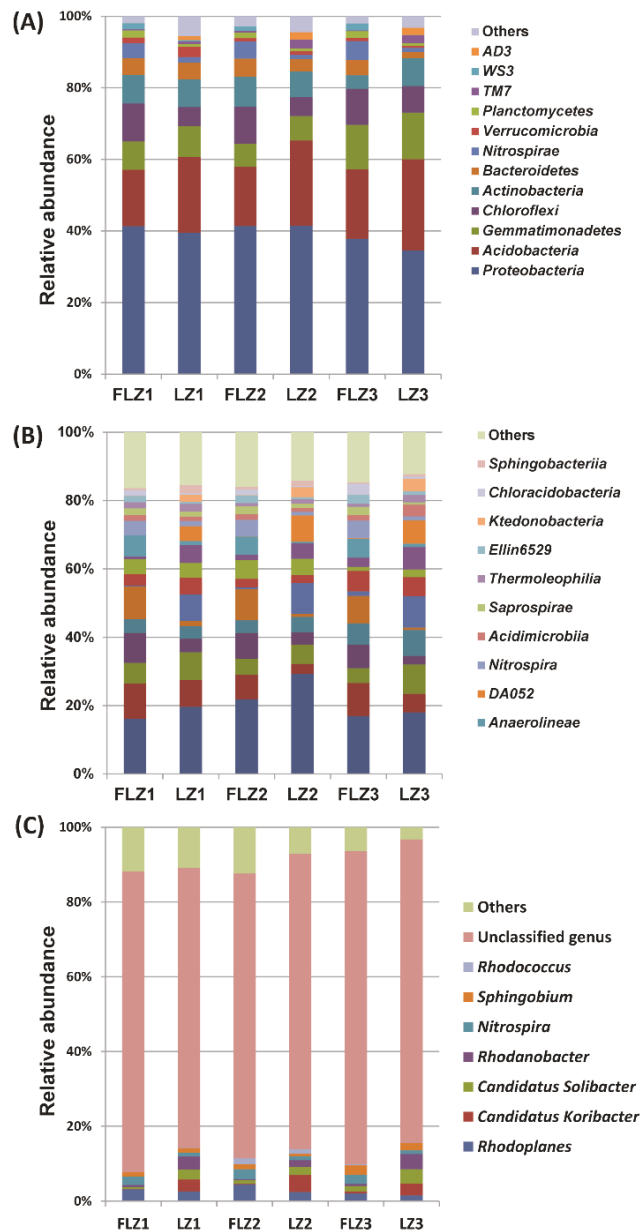 (A)
Relative abundance
100%
80%
60%
40%
20%
0%
FLZ1 LZ1 FLZ2 LZ2 FLZ3 LZ3
Others
AD3
WS3
TM7
Planctomycetes
Verrucomicrobia
Nitrospirae
Bacteroidetes
Actinobacteria
Chloroflexi
Gemmatimonadetes
Acidobacteria
Proteobacteria
(B)
Relative abundance
100%
80%
60%
40%
20%
0%
FLZ1 LZ1 FLZ2 LZ2 FLZ3 LZ3
Others
Sphingobacteriia
Chloracidobacteria
Ktedonobacteria
Ellin6529
Thermoleophilia
Saprospirae
Acidimicrobiia
Nitrospira
DA052
Anaerolineae
(C)
Relative abundance
100%
80%
60%
40%
20%
0%
FLZ1 LZ1 FLZ2 LZ2 FLZ3 LZ3
Others
Unclassified genus
Rhodococcus
Sphingobium
Nitrospira
Rhodanobacter
Candidatus Solibacter
Candidatus Koribacter
Rhodoplanes